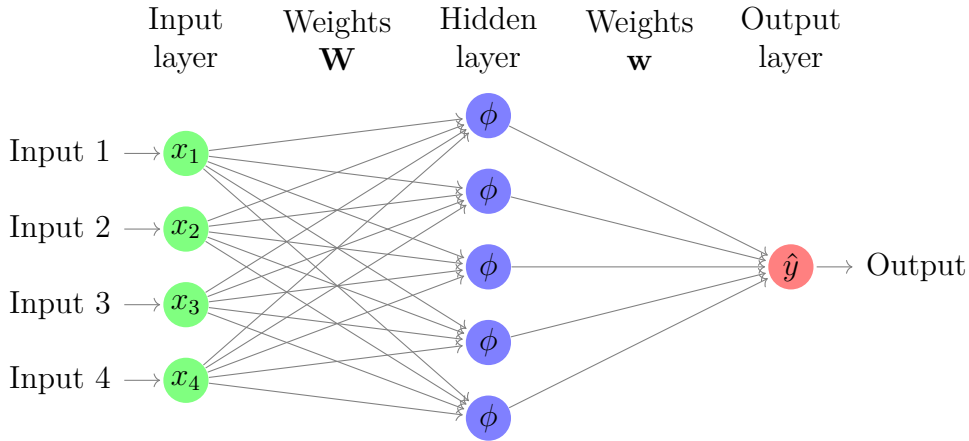 Input layer
Weights W
Hidden layer
Weights w
Output layer
Input 1
Input 2
Input 3
Input 4
x₁
x₂
x₃
x₄
ϕ
ϕ
ϕ
ϕ
ϕ
ŷ
Output